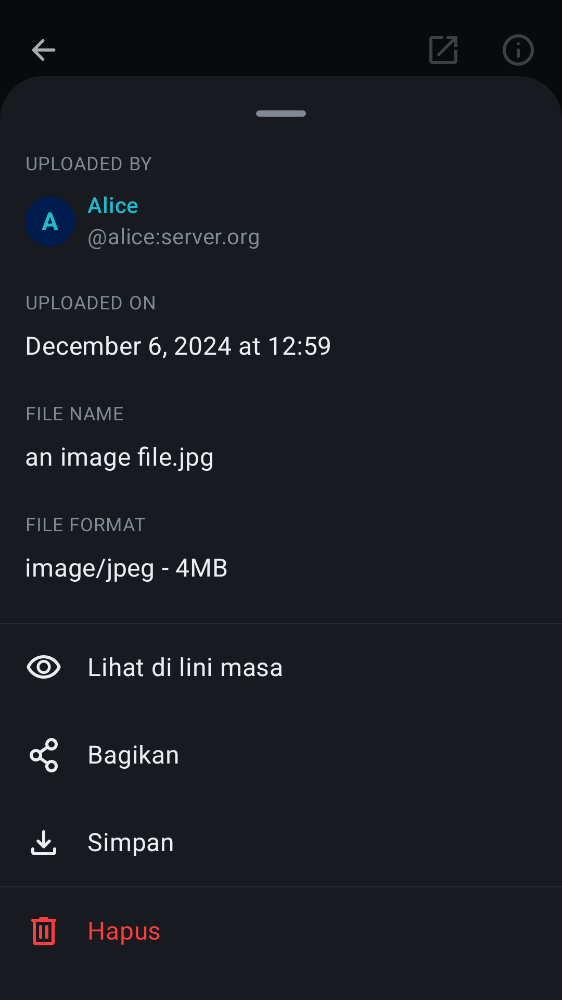 UPLOADED BY
A
Alice
@alice:server.org
UPLOADED ON
December 6, 2024 at 12:59
FILE NAME
an image file.jpg
FILE FORMAT
image/jpeg - 4MB
Lihat di lini masa
Bagikan
Simpan
Hapus